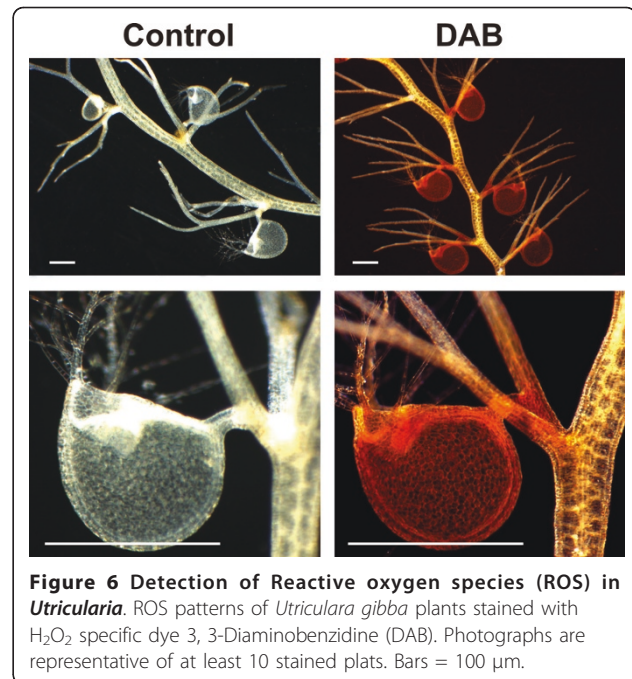 Control DAB
Figure 6 Detection of Reactive oxygen species (ROS) in
Utricularia. ROS patterns of Utriculara gibba plants stained with
H₂O₂ specific dye 3, 3-Diaminobenzidine (DAB). Photographs are
representative of at least 10 stained plats. Bars = 100 μm.